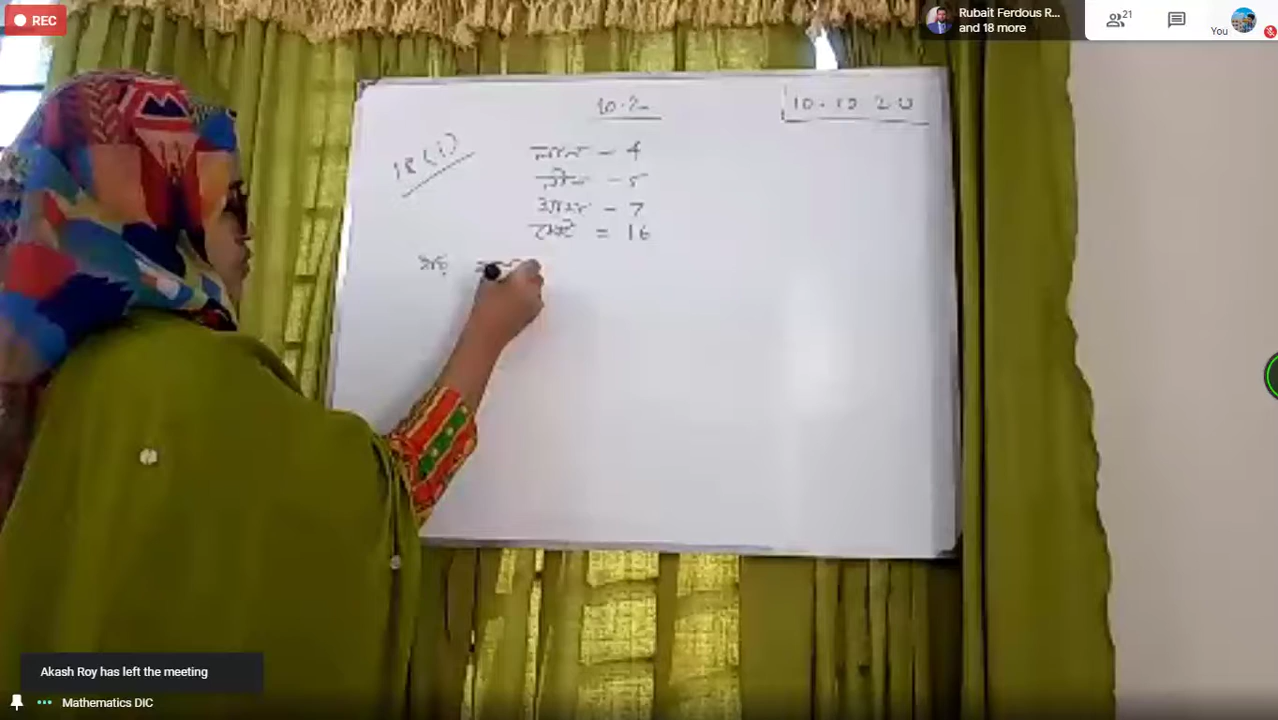 REC
Rubait Ferdous R...
and 18 more
21
You
10.2
10.10.20
18 (i)
লাল – 4
নীল – 5
– 7
মোট = 16
Akash Roy has left the meeting
Mathematics DIC